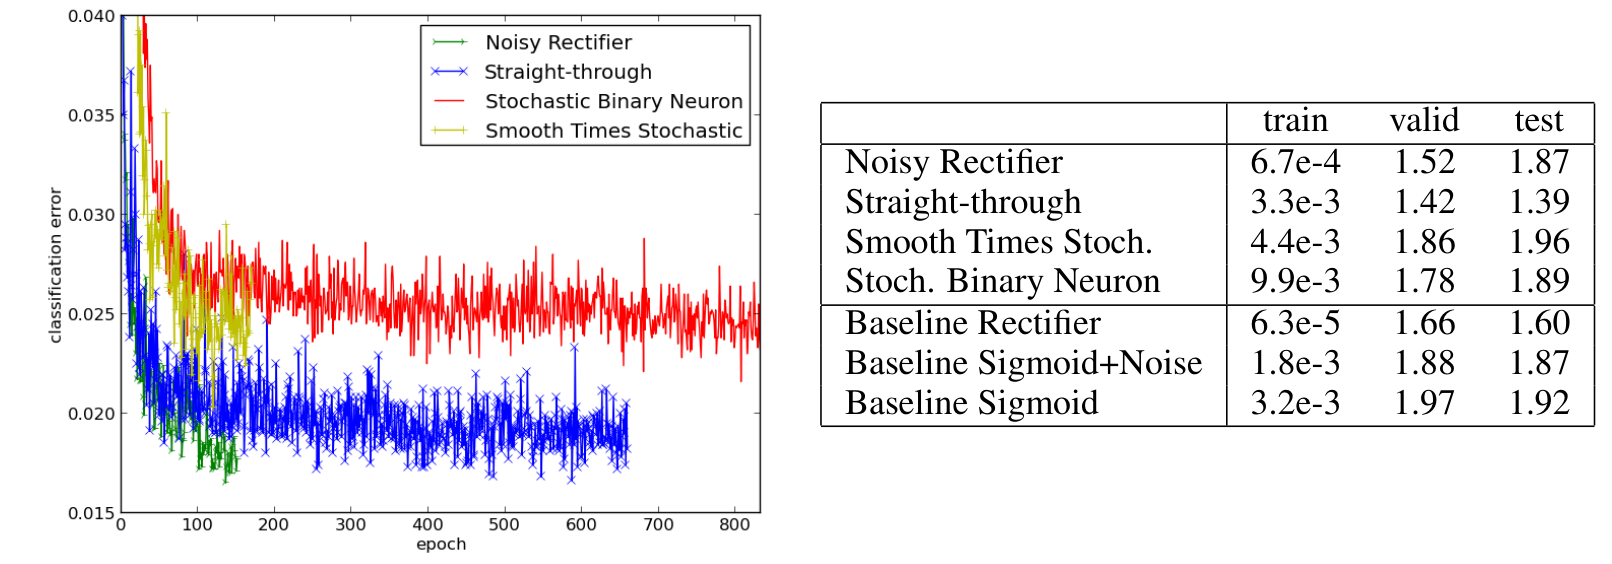 0.040
0.035
0.030
0.025
0.020
0.015
classification error
0 100 200 300 400 500 600 700 800
epoch
Noisy Rectifier
Straight-through
Stochastic Binary Neuron
Smooth Times Stochastic
train valid test
Noisy Rectifier 6.7e-4 1.52 1.87
Straight-through 3.3e-3 1.42 1.39
Smooth Times Stoch. 4.4e-3 1.86 1.96
Stoch. Binary Neuron 9.9e-3 1.78 1.89
Baseline Rectifier 6.3e-5 1.66 1.60
Baseline Sigmoid+Noise 1.8e-3 1.88 1.87
Baseline Sigmoid 3.2e-3 1.97 1.92